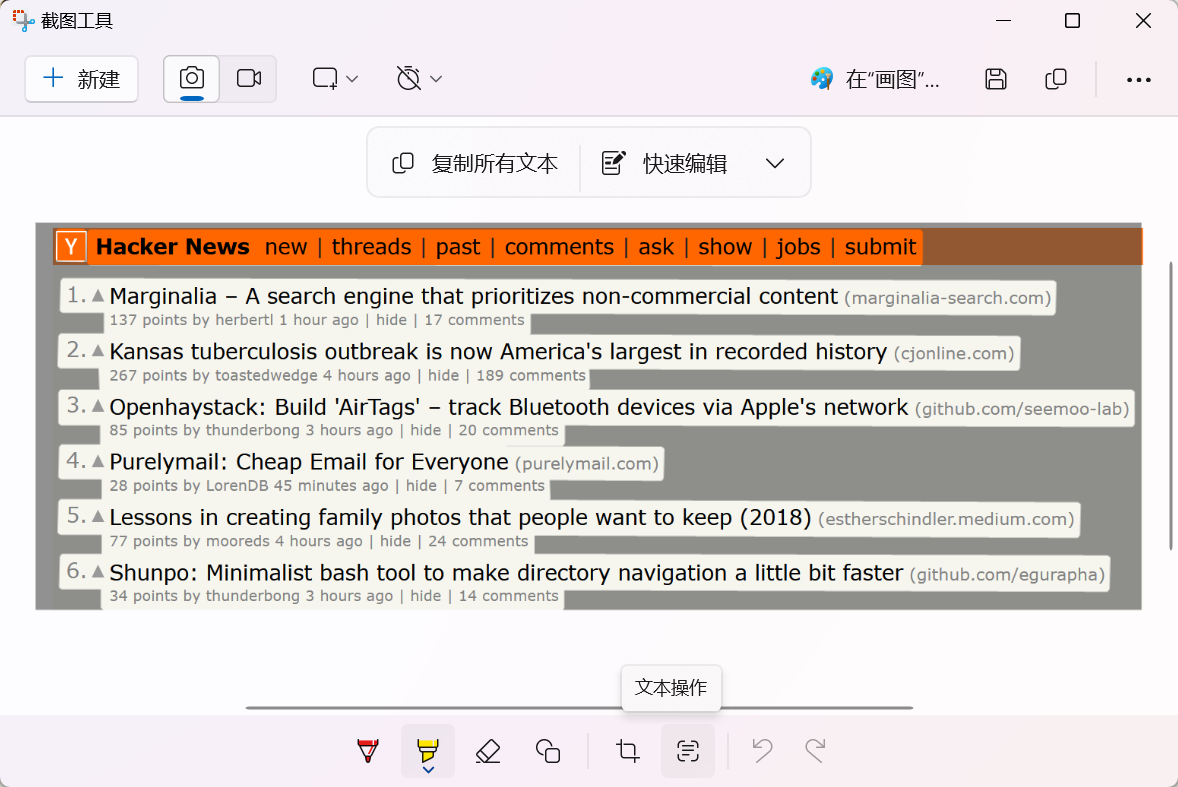 截图工具
新建
在“画图”...
复制所有文本
快速编辑
Y Hacker News new | threads | past | comments | ask | show | jobs | submit
1. ▲ Marginalia – A search engine that prioritizes non-commercial content (marginalia-search.com)
137 points by herbertl 1 hour ago | hide | 17 comments
2. ▲ Kansas tuberculosis outbreak is now America's largest in recorded history (cjonline.com)
267 points by toastedwedge 4 hours ago | hide | 189 comments
3. ▲ Openhaystack: Build 'AirTags' – track Bluetooth devices via Apple's network (github.com/seemoo-lab)
85 points by thunderbong 3 hours ago | hide | 20 comments
4. ▲ Purelymail: Cheap Email for Everyone (purelymail.com)
28 points by LorenDB 45 minutes ago | hide | 7 comments
5. ▲ Lessons in creating family photos that people want to keep (2018) (estherschindler.medium.com)
77 points by mooreds 4 hours ago | hide | 24 comments
6. ▲ Shunpo: Minimalist bash tool to make directory navigation a little bit faster (github.com/egurapha)
34 points by thunderbong 3 hours ago | hide | 14 comments
文本操作